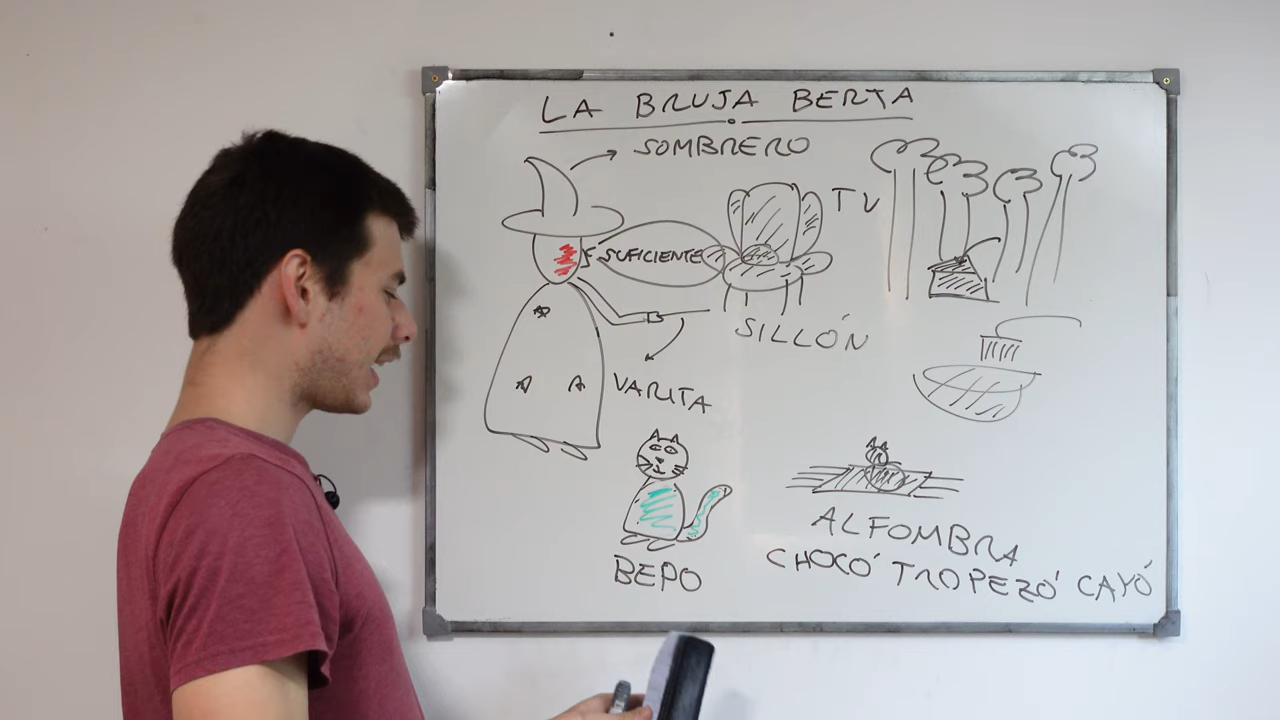 LA BRUJA BERTA
SOMBRERO
TV
SUFICIENTE
SILLÓN
VARITA
BEPO
ALFOMBRA
CHOCÓ TROPEZÓ CAYÓ